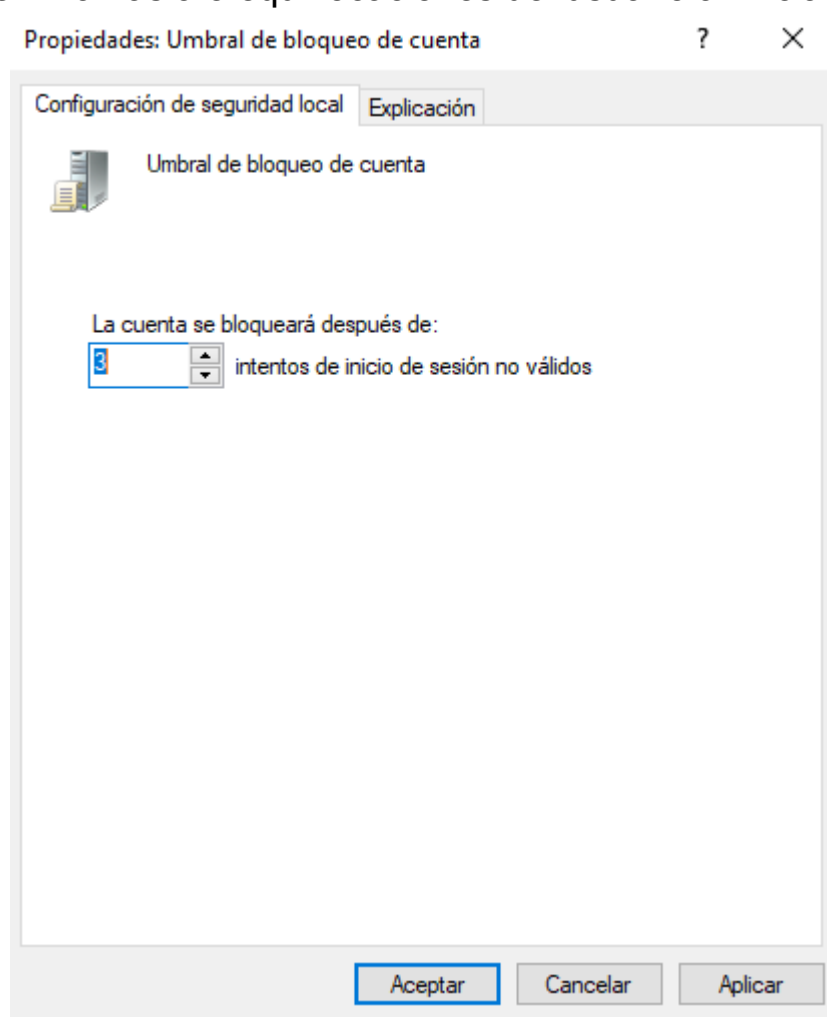 Propiedades: Umbral de bloqueo de cuenta ? ×
Configuración de seguridad local Explicación
Umbral de bloqueo de cuenta
La cuenta se bloqueará después de:
3 intentos de inicio de sesión no válidos
Aceptar Cancelar Aplicar